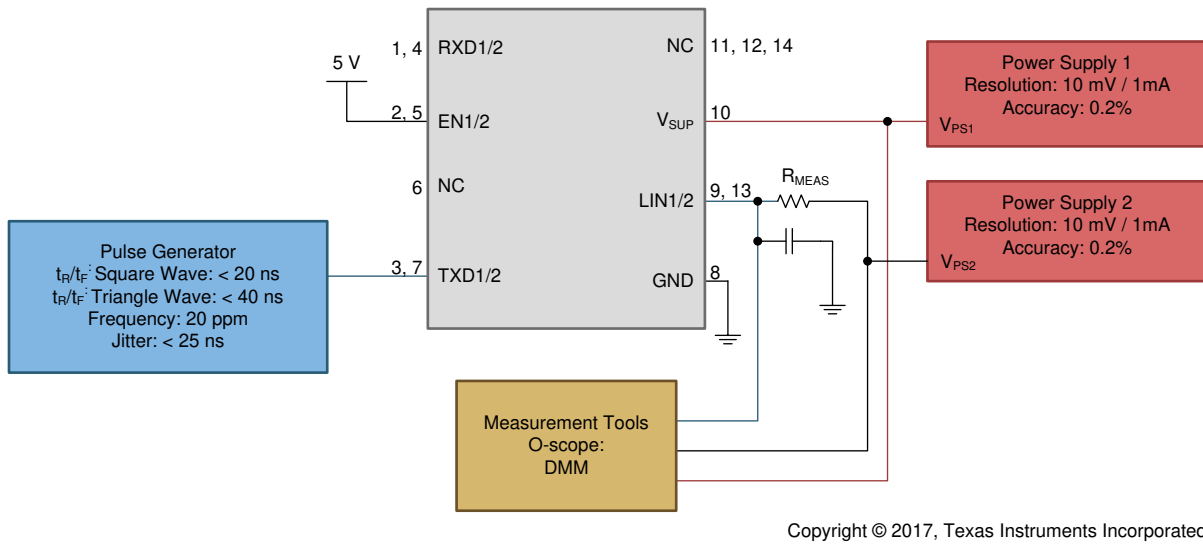 5 V
1, 4
RXD1/2
2, 5
EN1/2
6
NC
3, 7
TXD1/2
NC
11, 12, 14
VSUP
10
LIN1/2
9, 13
GND
8
RMEAS
Power Supply 1
Resolution: 10 mV / 1mA
Accuracy: 0.2%
VPS1
Power Supply 2
Resolution: 10 mV / 1mA
Accuracy: 0.2%
VPS2
Pulse Generator
tR/tF: Square Wave: < 20 ns
tR/tF: Triangle Wave: < 40 ns
Frequency: 20 ppm
Jitter: < 25 ns
Measurement Tools
O-scope:
DMM
Copyright © 2017, Texas Instruments Incorporated